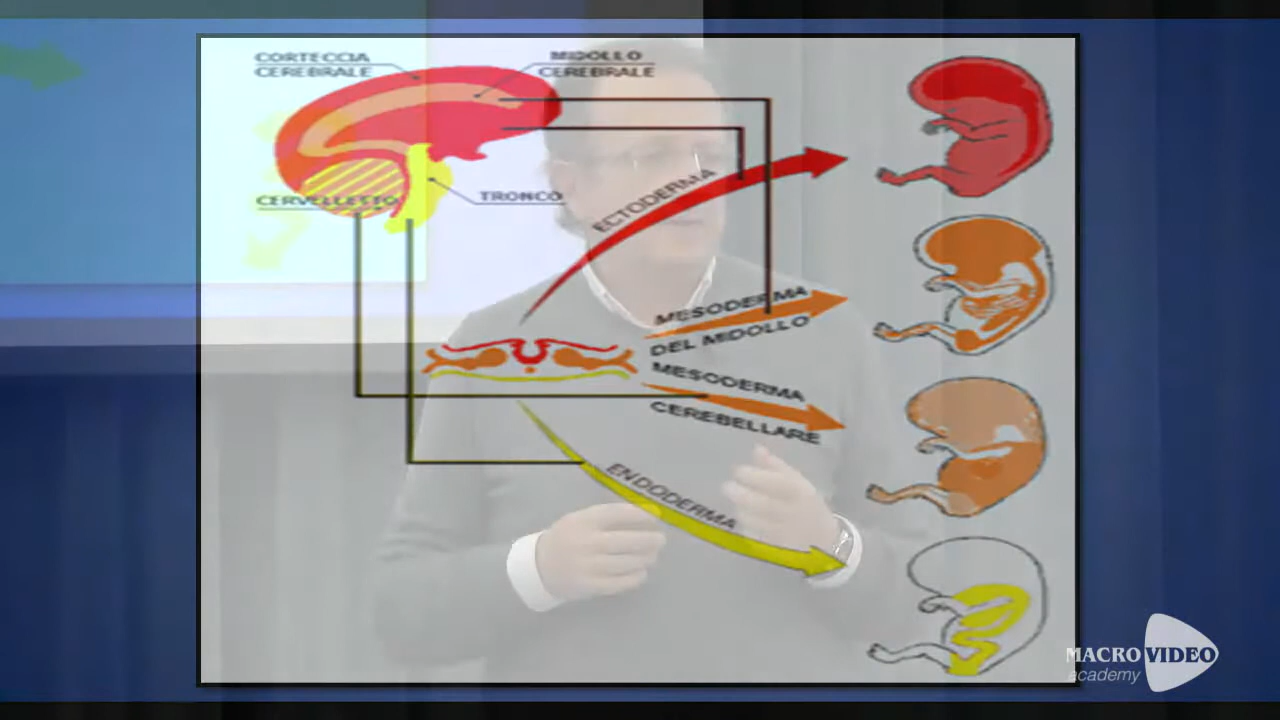 CORTECCIA
CEREBRALE
MIDOLLO
CEREBRALE
CERVELLETTO
TRONCO
ECTODERMA
MESODERMA
DEL MIDOLLO
MESODERMA
CEREBELLARE
ENDODERMA
MACRO VIDEO
academy